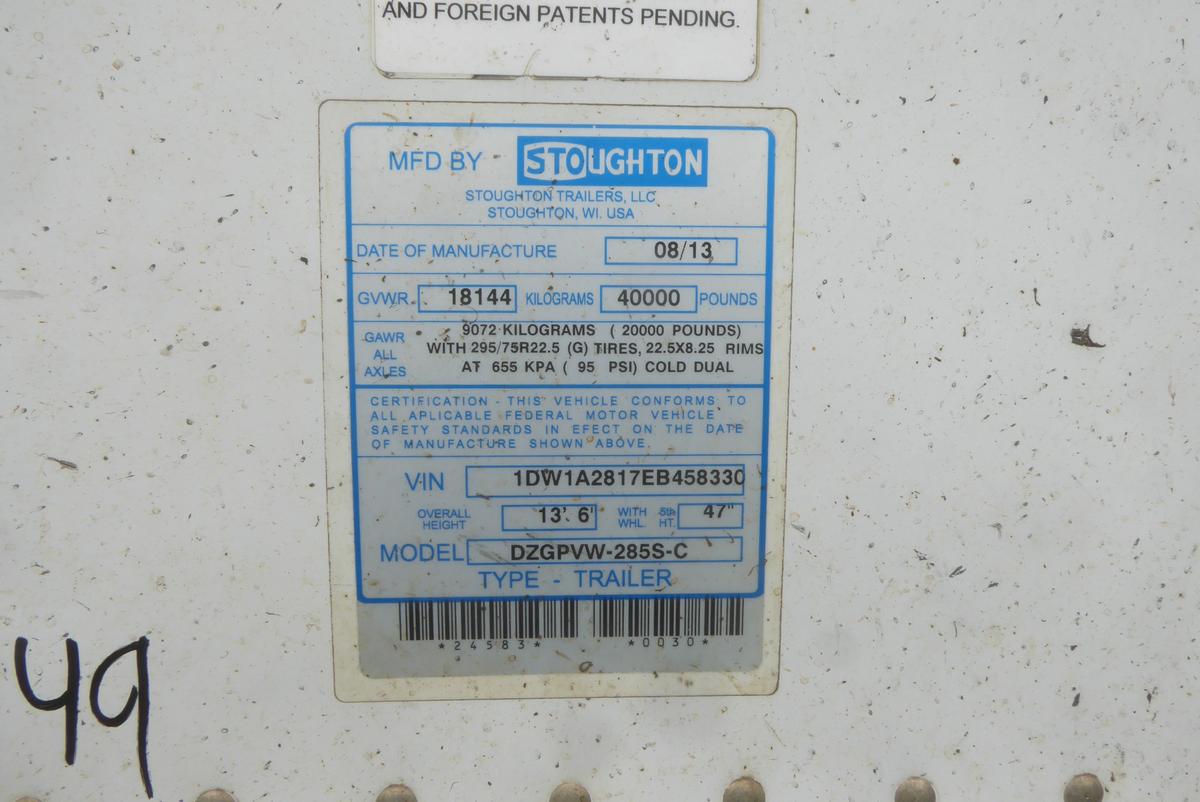 AND FOREIGN PATENTS PENDING.
MFD BY STOUGHTON
STOUGHTON TRAILERS, LLC
STOUGHTON, WI. USA
DATE OF MANUFACTURE 08/13
GVWR 18144 KILOGRAMS 40000 POUNDS
GAWR ALL AXLES
9072 KILOGRAMS ( 20000 POUNDS)
WITH 295/75R22.5 (G) TIRES, 22.5X8.25 RIMS
AT 655 KPA ( 95 PSI) COLD DUAL
CERTIFICATION - THIS VEHICLE CONFORMS TO
ALL APLICABLE FEDERAL MOTOR VEHICLE
SAFETY STANDARDS IN EFECT ON THE DATE
OF MANUFACTURE SHOWN ABOVE.
VIN 1DW1A2817EB458330
OVERALL HEIGHT 13'. 6' WITH 5th WHL. HT. 47"
MODEL DZGPVW-285S-C
TYPE - TRAILER
*24583* *0030*
49